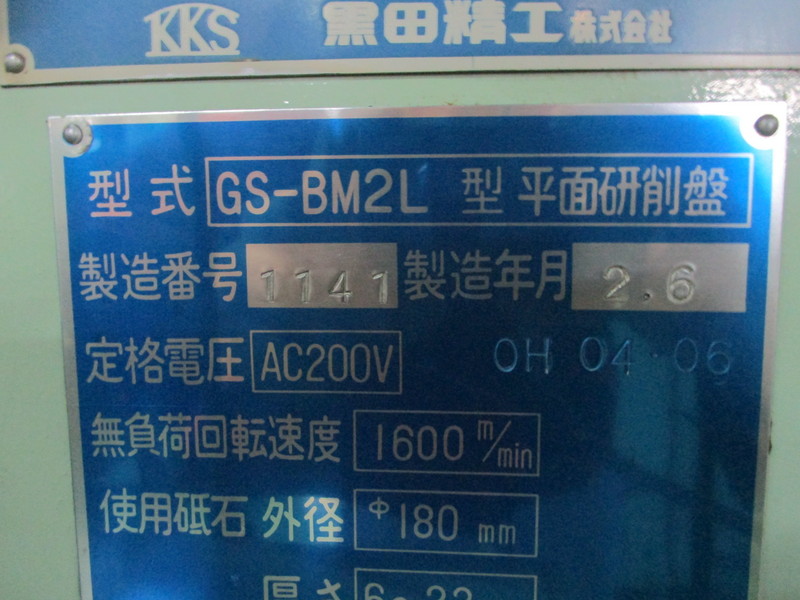 KKS 黒田精工株式会社
型式 GS-BM2L 型 平面研削盤
製造番号 1141 製造年月 2.6
定格電圧 AC200V OH 04-06
無負荷回転速度 1600 m/min
使用砥石 外径 φ180 mm
厚さ